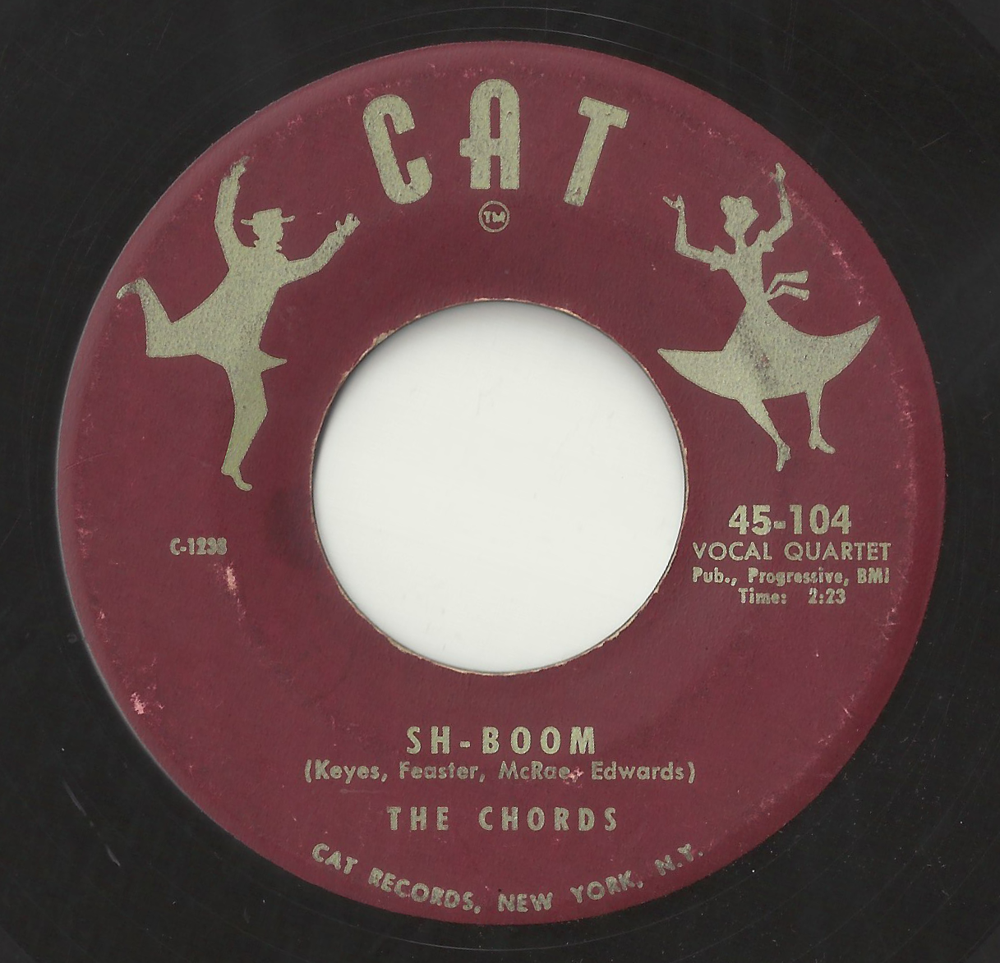 CAT
TM
C-1238
45-104
VOCAL QUARTET
Pub., Progressive, BMI
Time: 2:23
SH-BOOM
(Keyes, Feaster, McRae, Edwards)
THE CHORDS
CAT RECORDS, NEW YORK, N.Y.